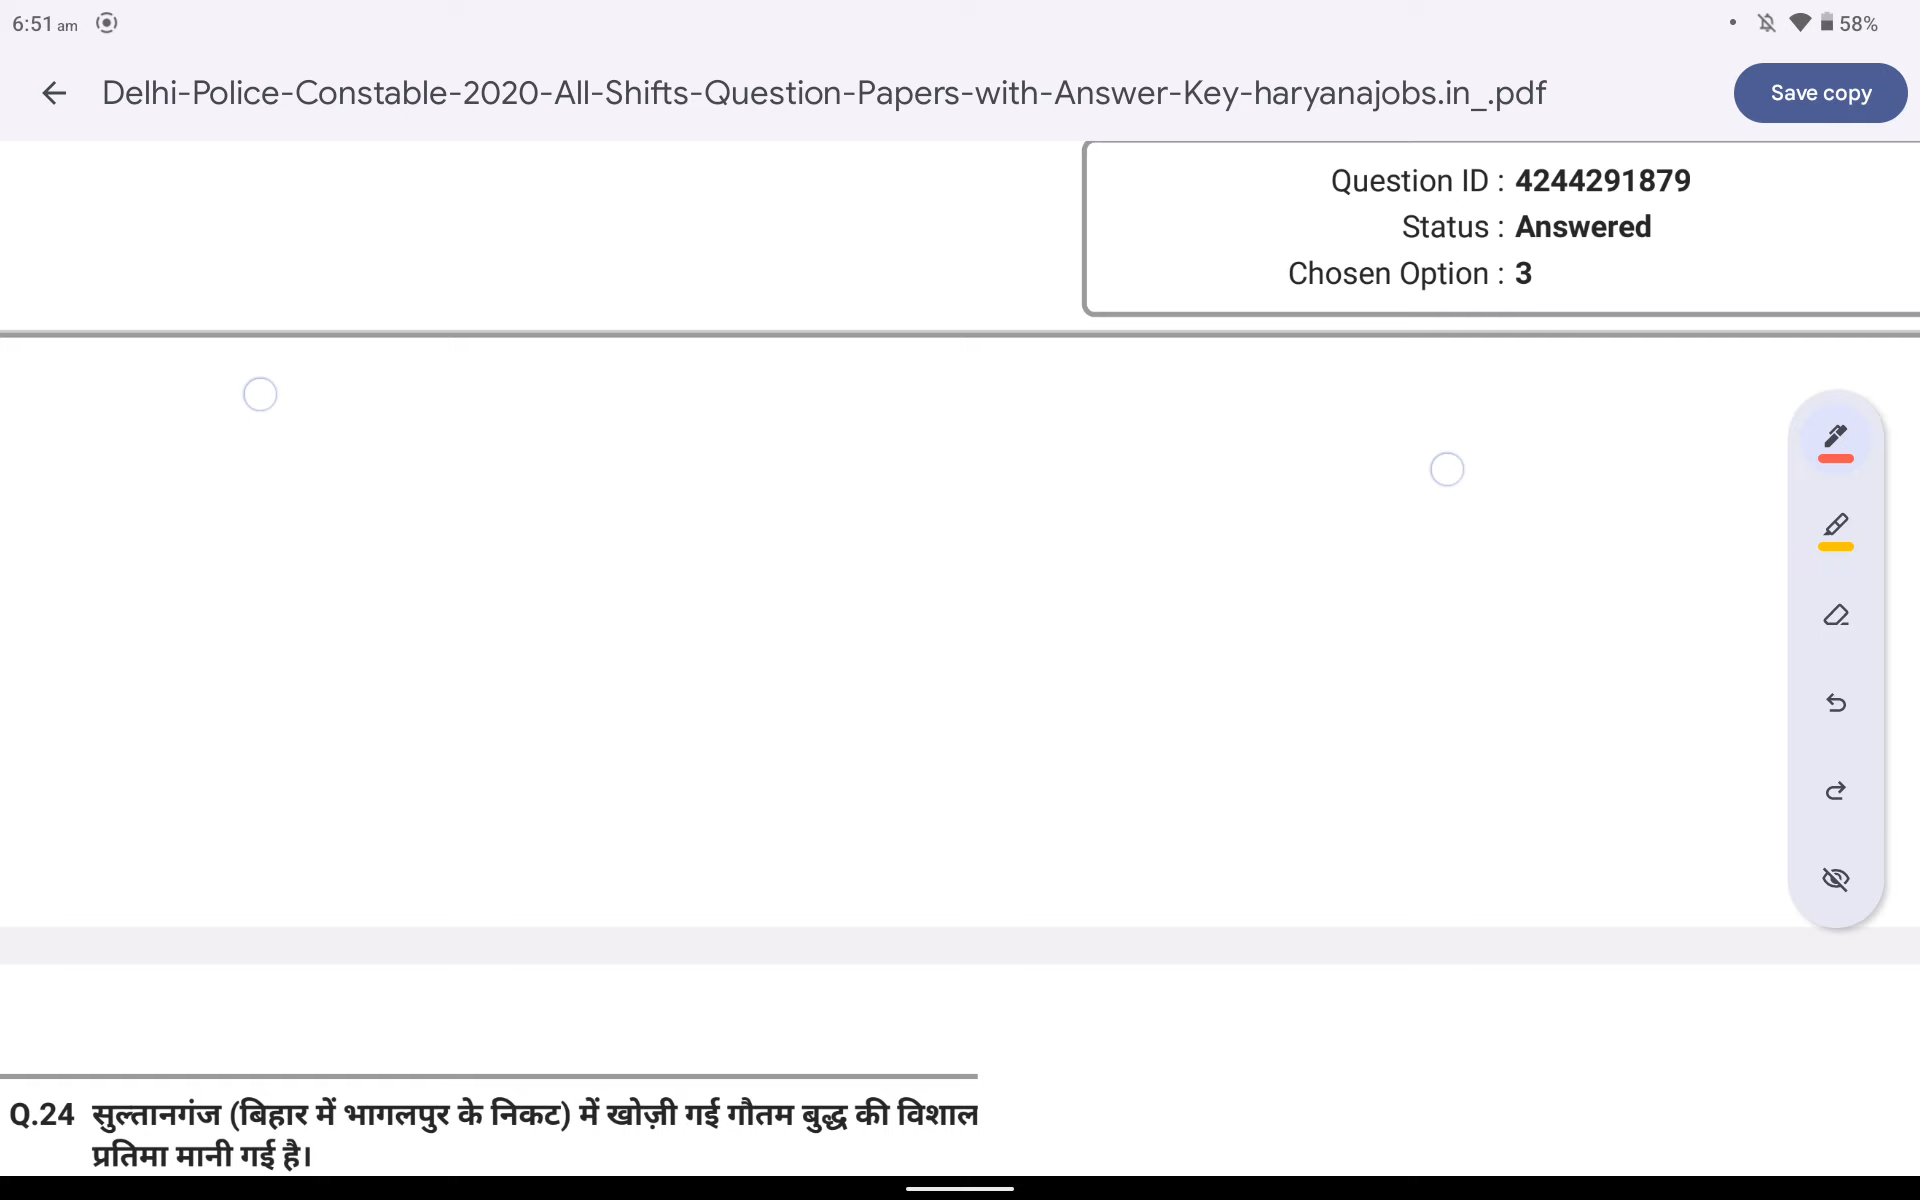 6:51 am
58%
Delhi-Police-Constable-2020-All-Shifts-Question-Papers-with-Answer-Key-haryanajobs.in_.pdf
Save copy
Question ID : 4244291879
Status : Answered
Chosen Option : 3
Q.24 सुल्तानगंज (बिहार में भागलपुर के निकट) में खोज़ी गई गौतम बुद्ध की विशाल
प्रतिमा मानी गई है।